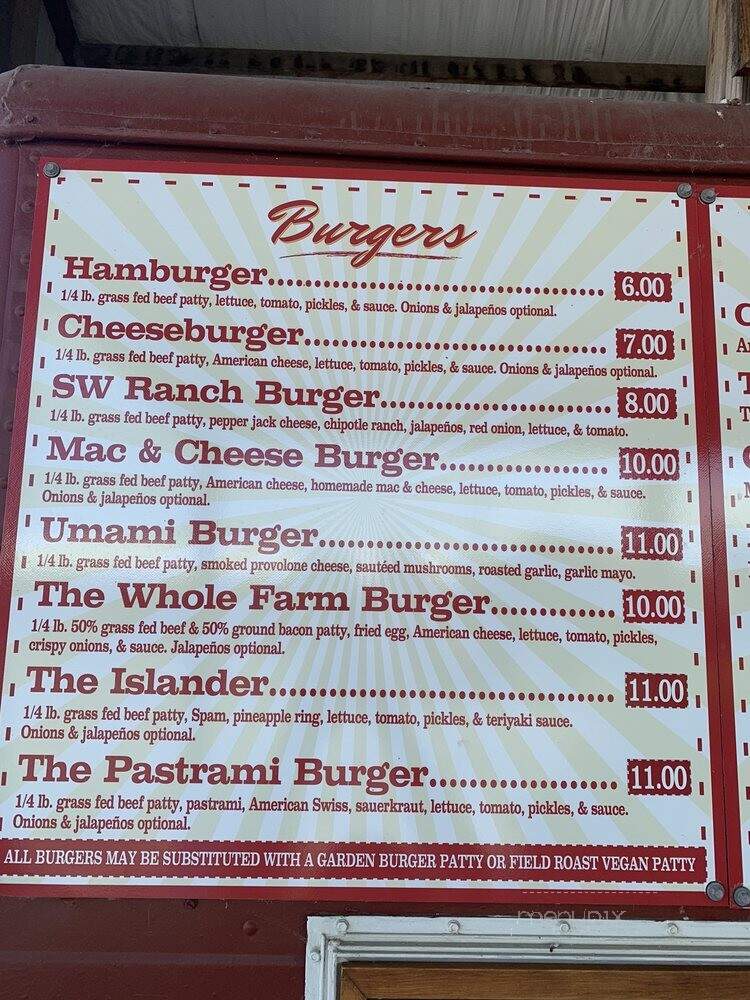 Burgers
Hamburger 6.00
1/4 lb. grass fed beef patty, lettuce, tomato, pickles, & sauce. Onions & jalapeños optional.
Cheeseburger 7.00
1/4 lb. grass fed beef patty, American cheese, lettuce, tomato, pickles, & sauce. Onions & jalapeños optional.
SW Ranch Burger 8.00
1/4 lb. grass fed beef patty, pepper jack cheese, chipotle ranch, jalapeños, red onion, lettuce, & tomato.
Mac & Cheese Burger 10.00
1/4 lb. grass fed beef patty, American cheese, homemade mac & cheese, lettuce, tomato, pickles, & sauce.
Onions & jalapeños optional.
Umami Burger 11.00
1/4 lb. grass fed beef patty, smoked provolone cheese, sautéed mushrooms, roasted garlic, garlic mayo.
The Whole Farm Burger 10.00
1/4 lb. 50% grass fed beef & 50% ground bacon patty, fried egg, American cheese, lettuce, tomato, pickles,
crispy onions, & sauce. Jalapeños optional.
The Islander 11.00
1/4 lb. grass fed beef patty, Spam, pineapple ring, lettuce, tomato, pickles, & teriyaki sauce.
Onions & jalapeños optional.
The Pastrami Burger 11.00
1/4 lb. grass fed beef patty, pastrami, American Swiss, sauerkraut, lettuce, tomato, pickles, & sauce.
Onions & jalapeños optional.
ALL BURGERS MAY BE SUBSTITUTED WITH A GARDEN BURGER PATTY OR FIELD ROAST VEGAN PATTY
menupix